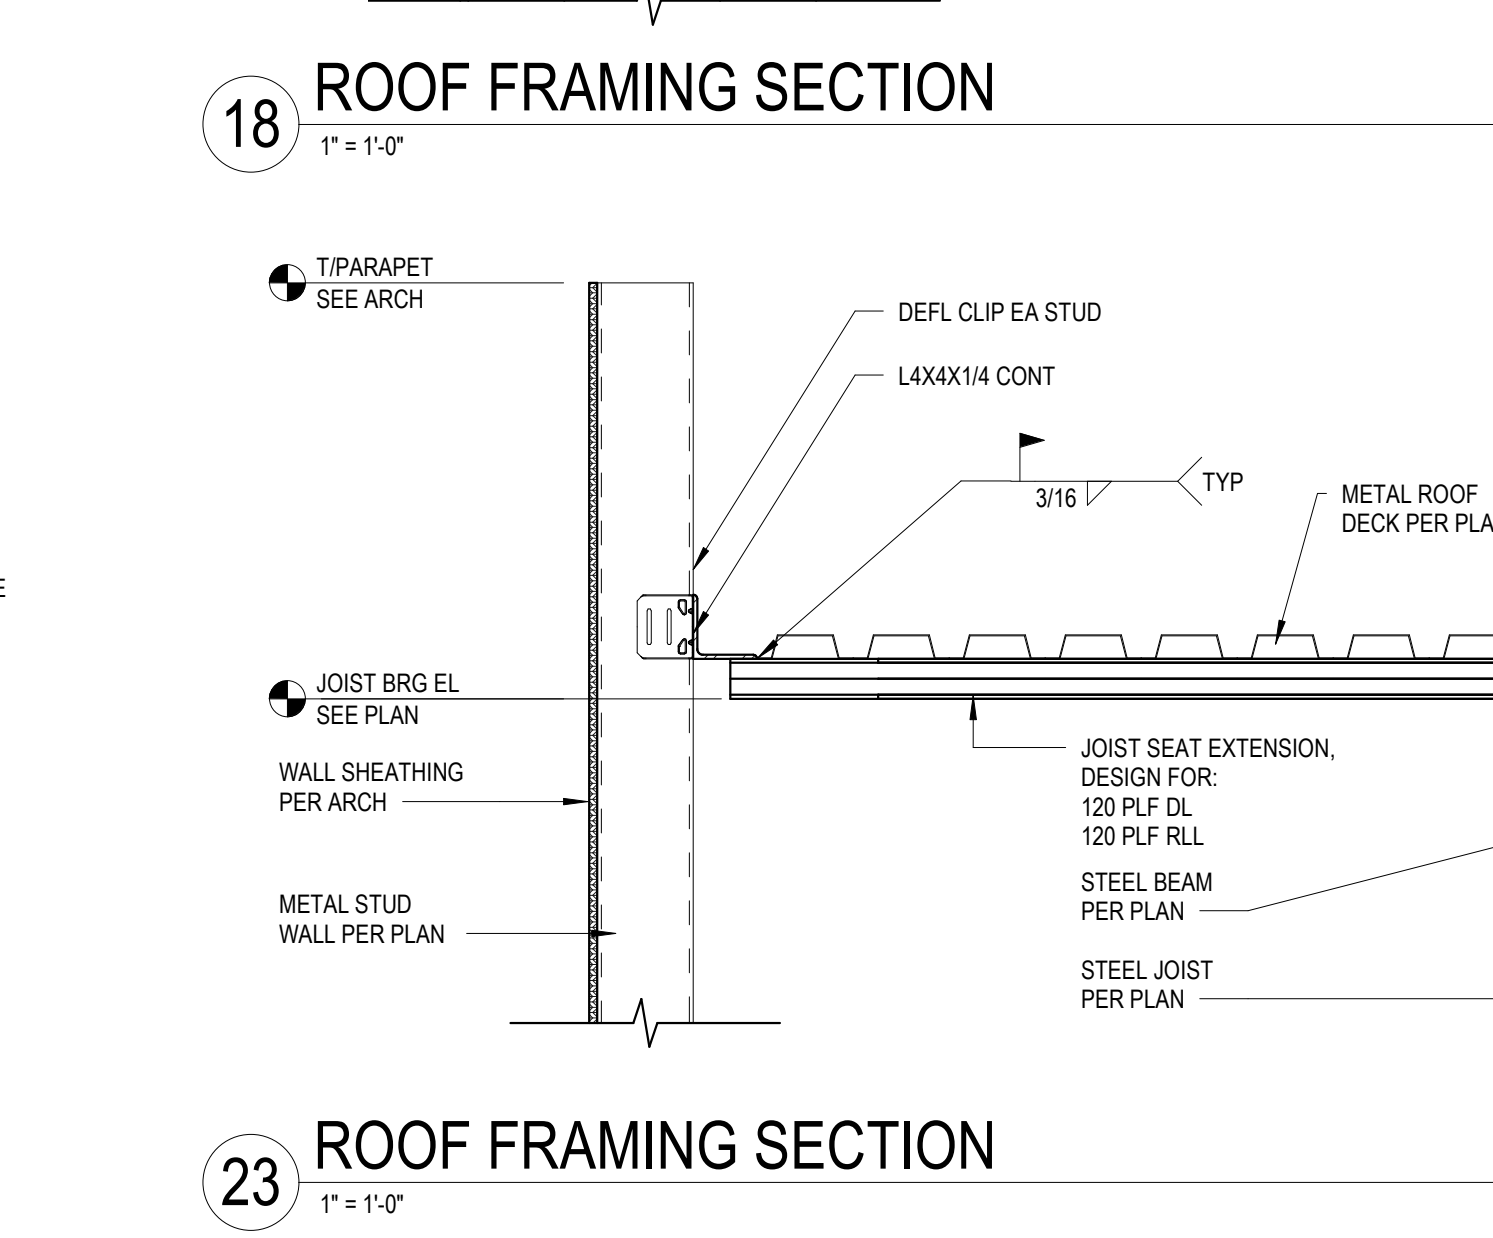 18
ROOF FRAMING SECTION
1" = 1'-0"
T/PARAPET
SEE ARCH
DEFL CLIP EA STUD
L4X4X1/4 CONT
3/16
TYP
METAL ROOF
DECK PER PLA
E
JOIST BRG EL
SEE PLAN
WALL SHEATHING
PER ARCH
JOIST SEAT EXTENSION,
DESIGN FOR:
120 PLF DL
120 PLF RLL
STEEL BEAM
PER PLAN
METAL STUD
WALL PER PLAN
STEEL JOIST
PER PLAN
23
ROOF FRAMING SECTION
1" = 1'-0"